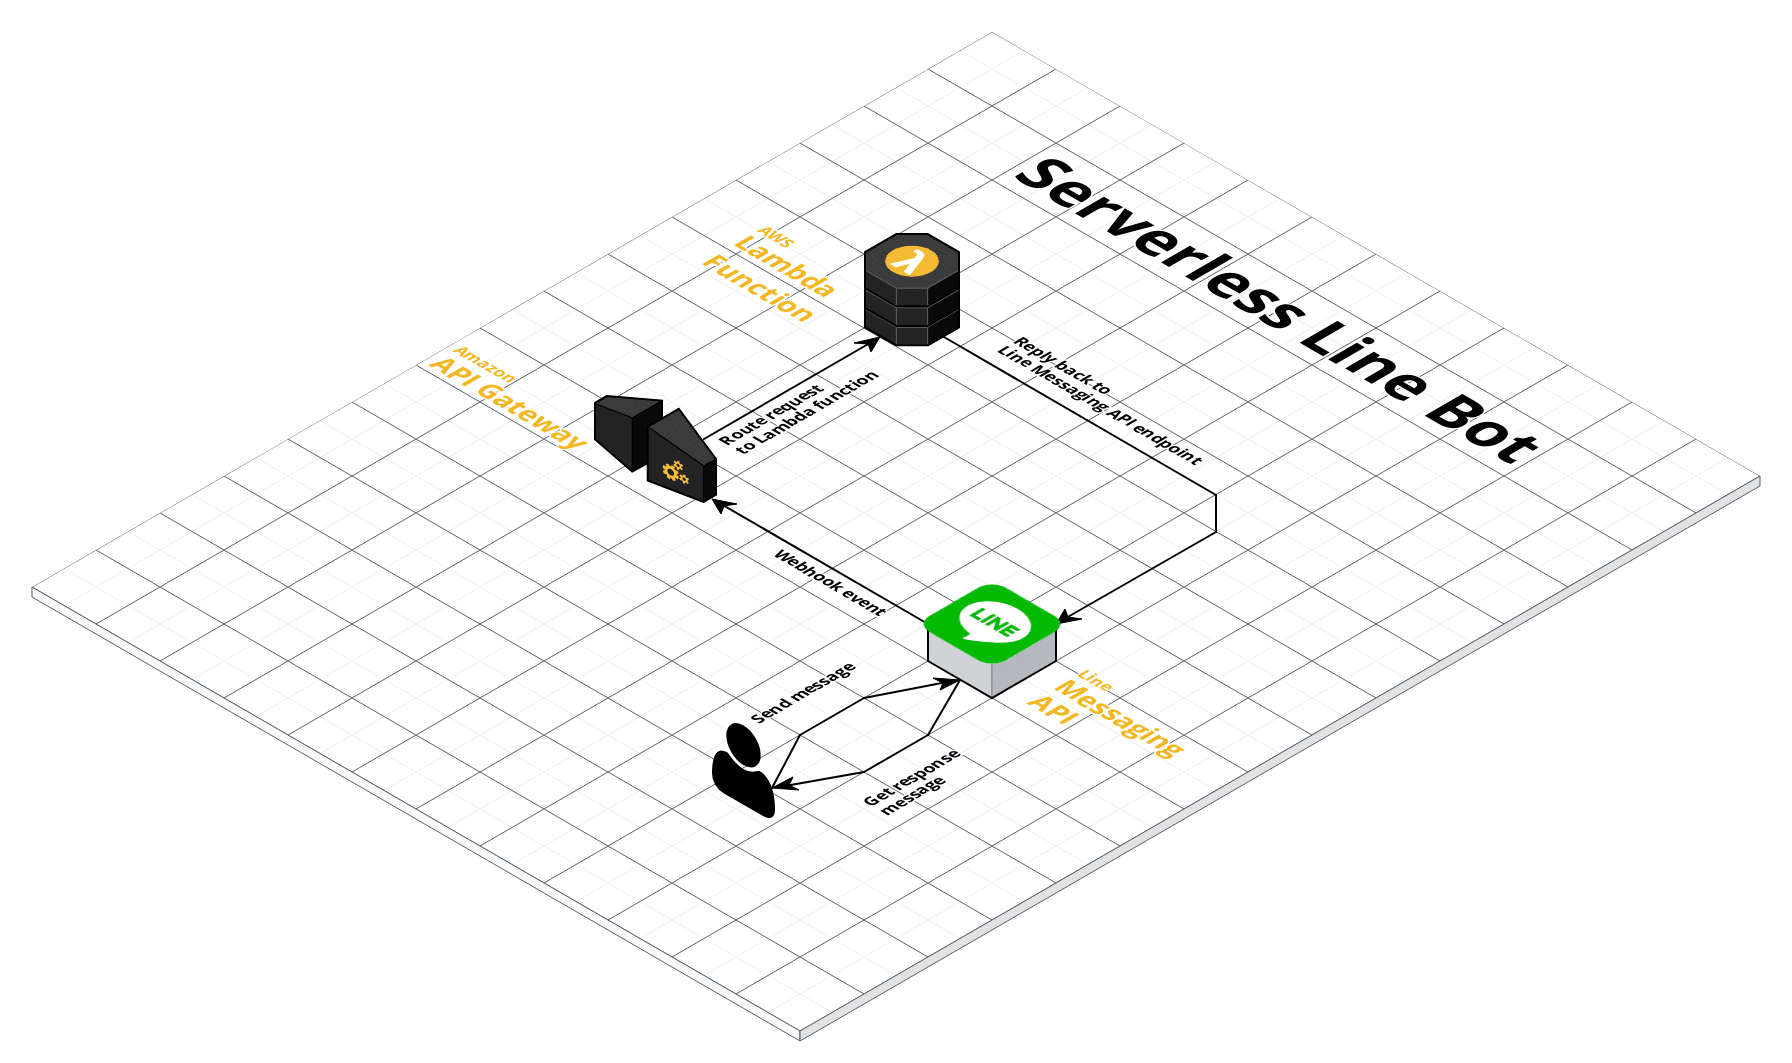 Serverless Line Bot
AWS
Lambda
Function
Amazon
API Gateway
Route request
to Lambda function
Reply back to
Line Messaging API endpoint
Webhook event
LINE
Line
Messaging
API
Send message
Get response
message